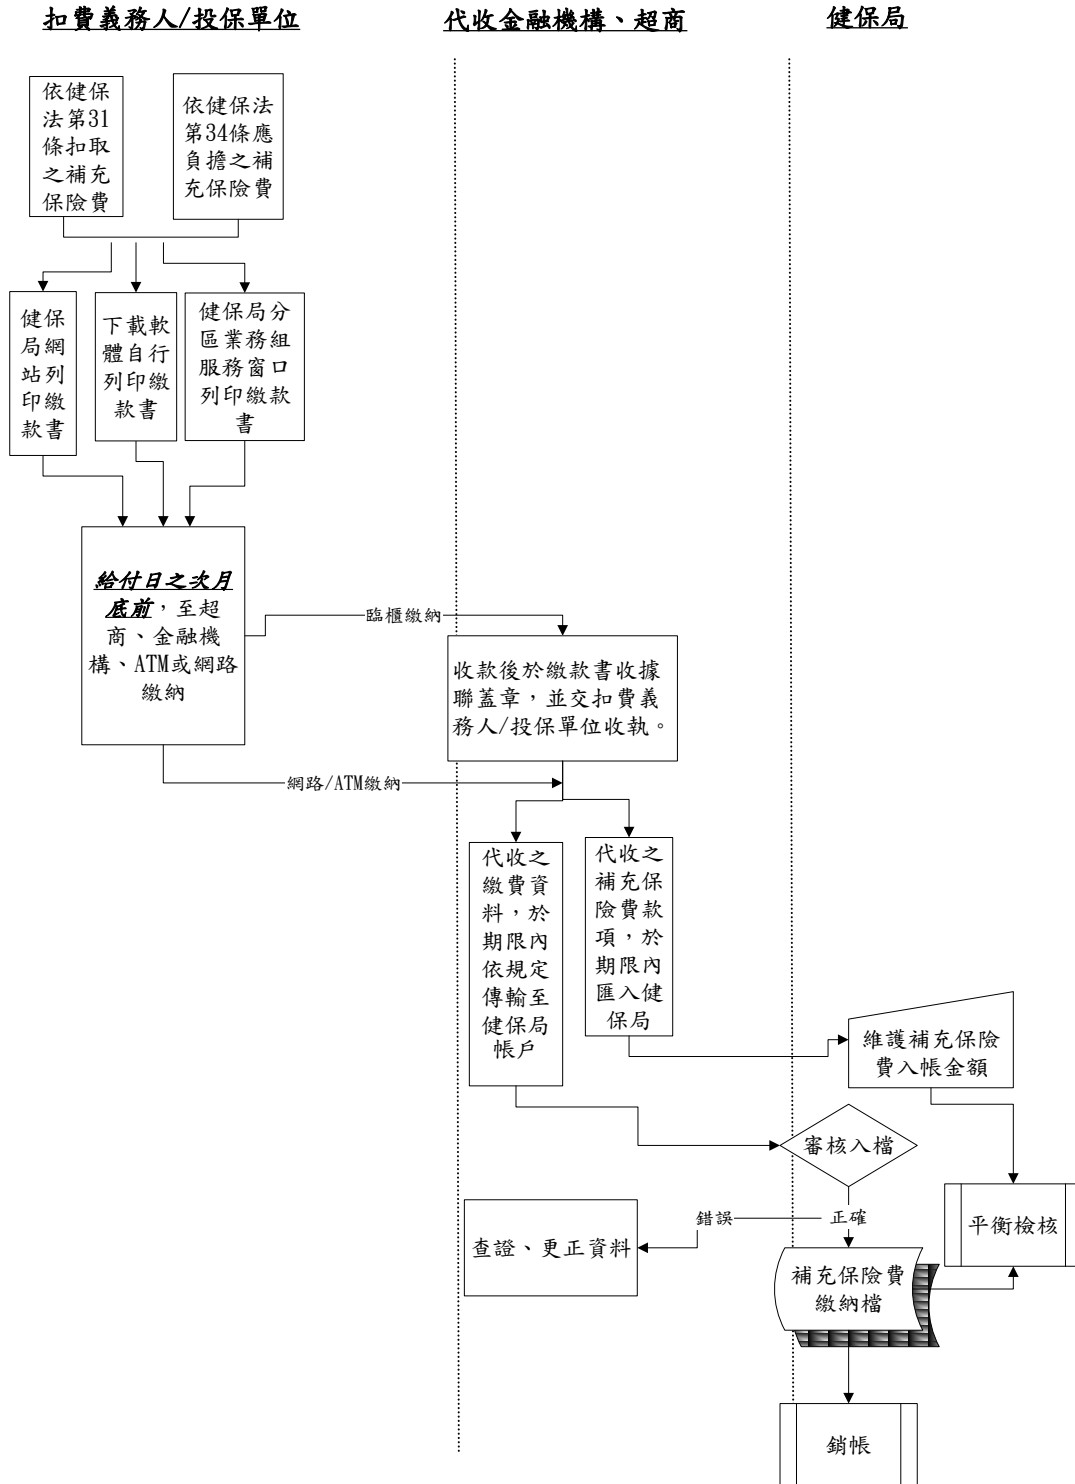 扣費義務人/投保單位
代收金融機構、超商
健保局
依健保
法第31
條扣取
之補充
保險費
依健保法
第34條應
負擔之補
充保險費
健保
局網
站列
印繳
款書
下載軟
體自行
列印繳
款書
健保局分
區業務組
服務窗口
列印繳款
書
給付日之次月
底前，至超
商、金融機
構、ATM或網路
繳納
臨櫃繳納
收款後於繳款書收據
聯蓋章，並交扣費義
務人/投保單位收執。
網路/ATM繳納
代收之
繳費資
料，於
期限內
依規定
傳輸至
健保局
帳戶
代收之
補充保
險費款
項，於
期限內
匯入健
保局
維護補充保險
費入帳金額
審核入檔
錯誤
正確
平衡檢核
查證、更正資料
補充保險費
繳納檔
銷帳